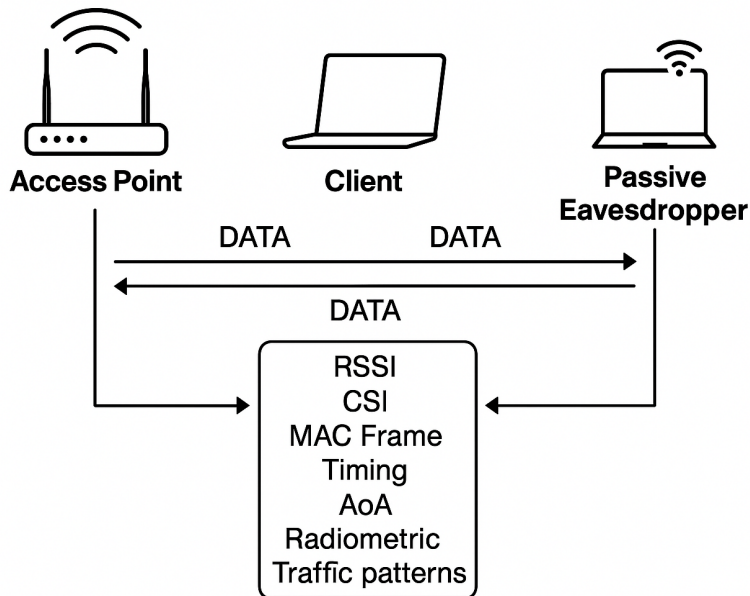 Access Point
Client
Passive
Eavesdropper
DATA DATA
DATA
RSSI
CSI
MAC Frame
Timing
AoA
Radiometric
Traffic patterns